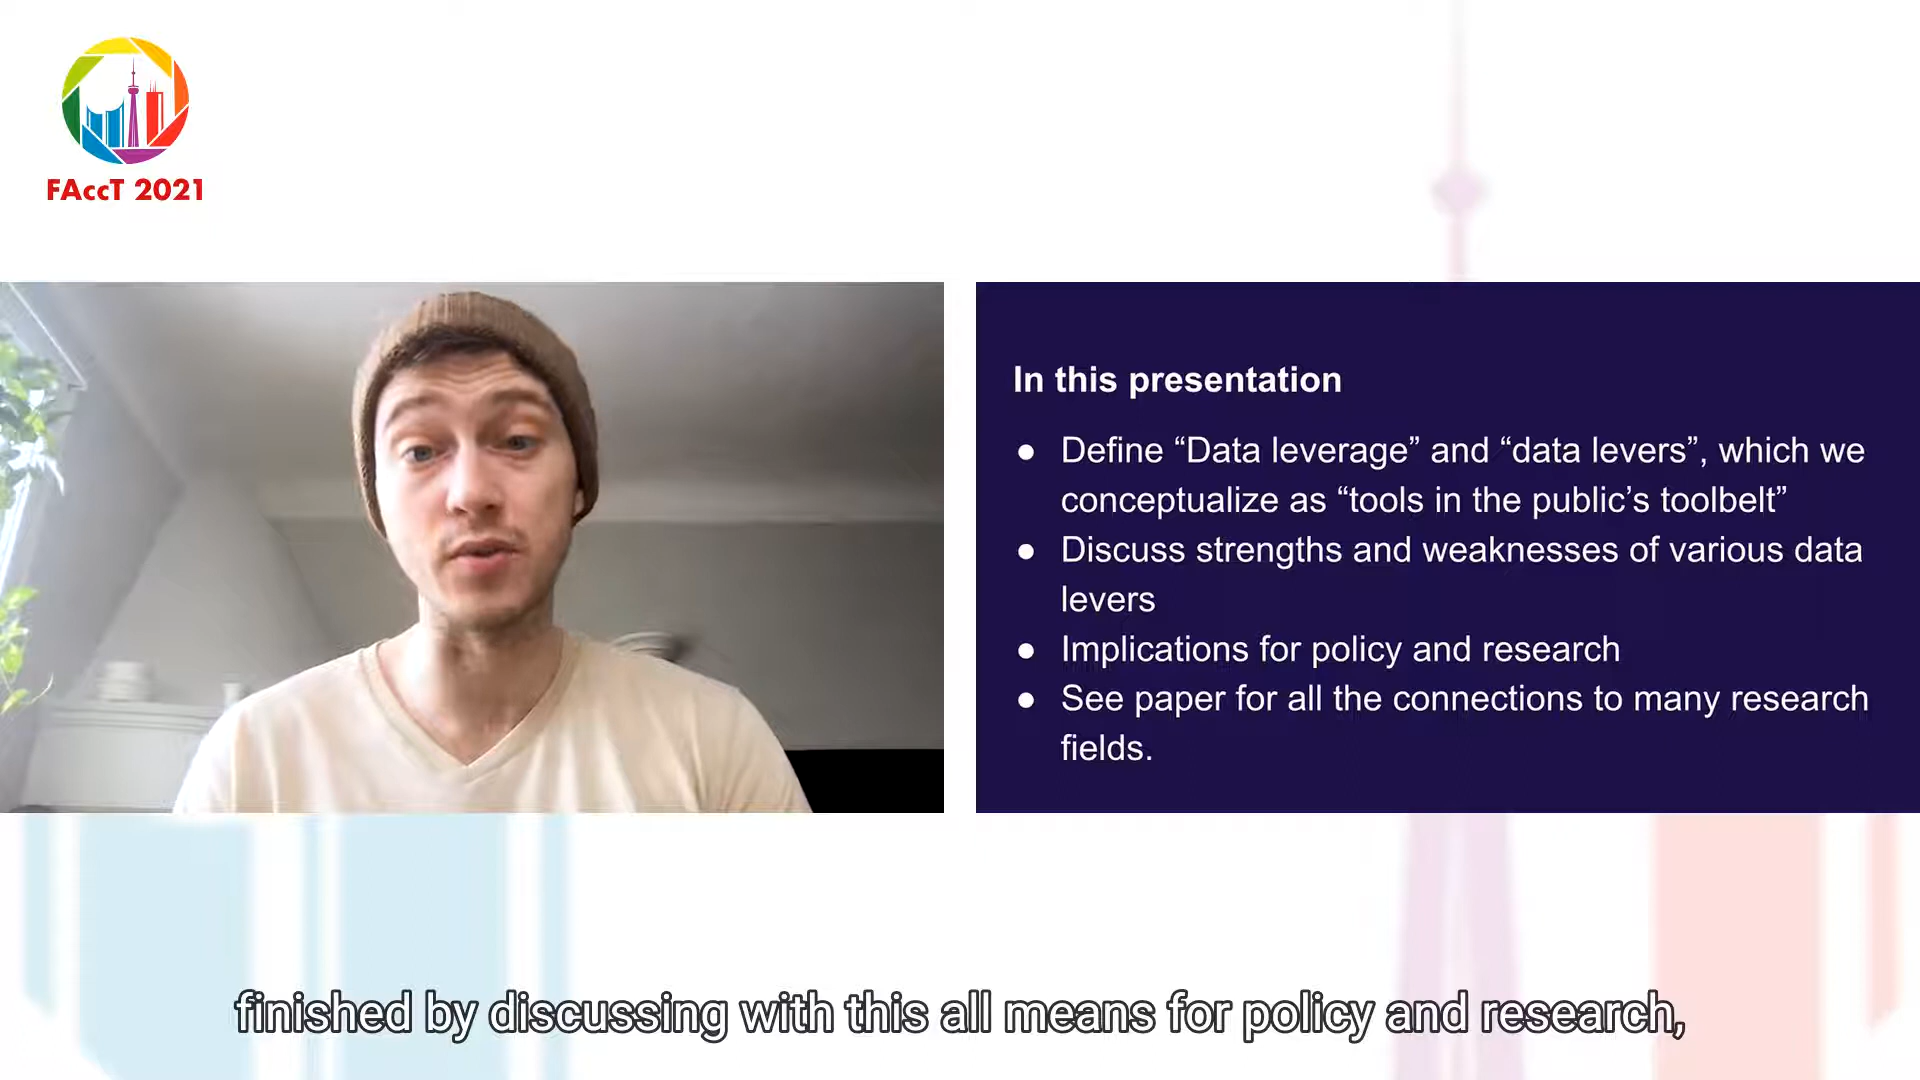 FAccT 2021
In this presentation
● Define “Data leverage” and “data levers”, which we
conceptualize as “tools in the public’s toolbelt”
● Discuss strengths and weaknesses of various data
levers
● Implications for policy and research
● See paper for all the connections to many research
fields.
finished by discussing with this all means for policy and research,